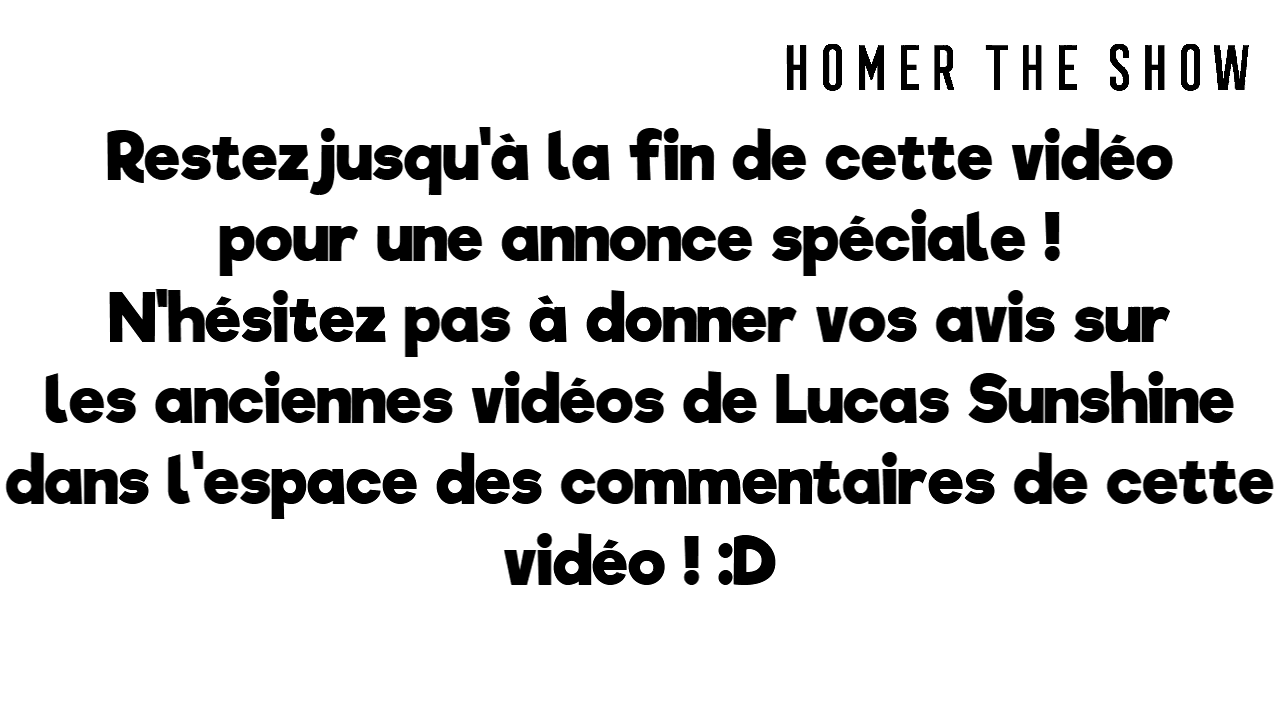 HOMER THE SHOW
Restez jusqu'à la fin de cette vidéo
pour une annonce spéciale !
N'hésitez pas à donner vos avis sur
les anciennes vidéos de Lucas Sunshine
dans l'espace des commentaires de cette
vidéo ! :D